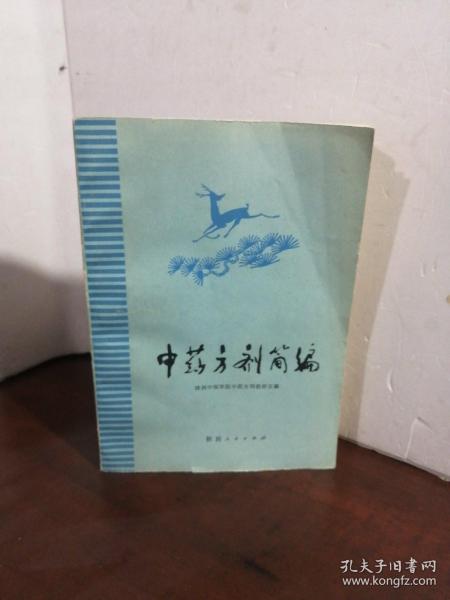 中药方剂简编
陕西中医学院中药方剂教研室编
陕西人民出版社
孔夫子旧书网
www.kongfz.com